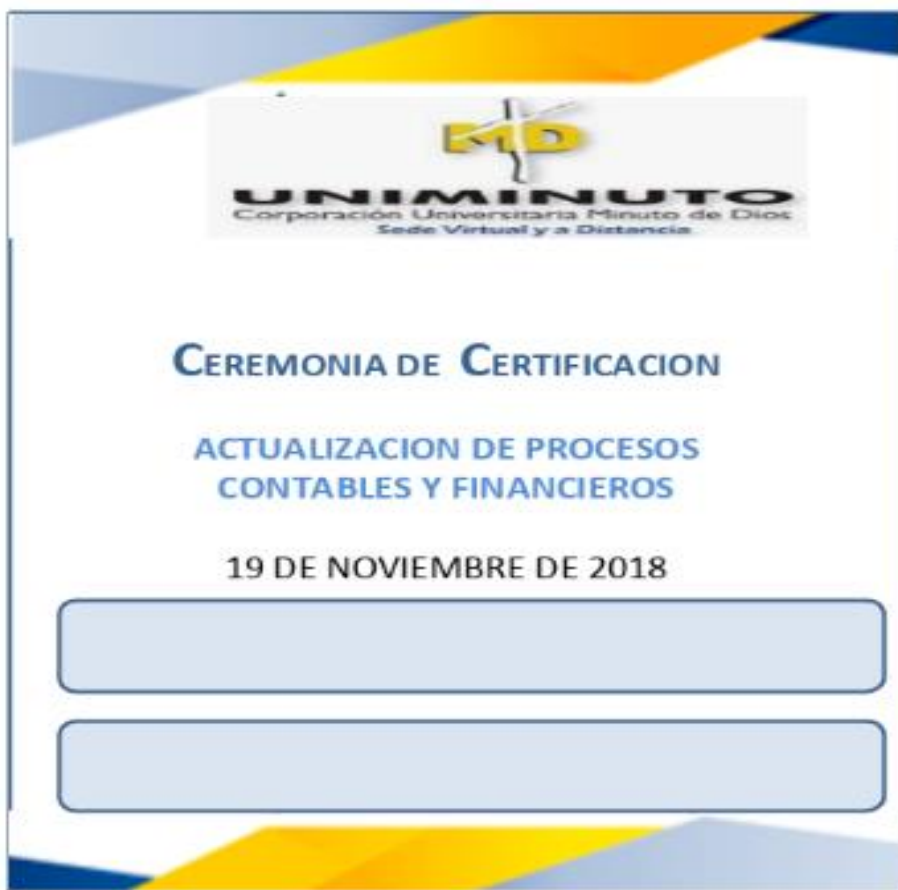 MD
UNIMINUTO
Corporación Universitaria Minuto de Dios
Sede Virtual y a Distancia
CEREMONIA DE CERTIFICACION
ACTUALIZACION DE PROCESOS
CONTABLES Y FINANCIEROS
19 DE NOVIEMBRE DE 2018